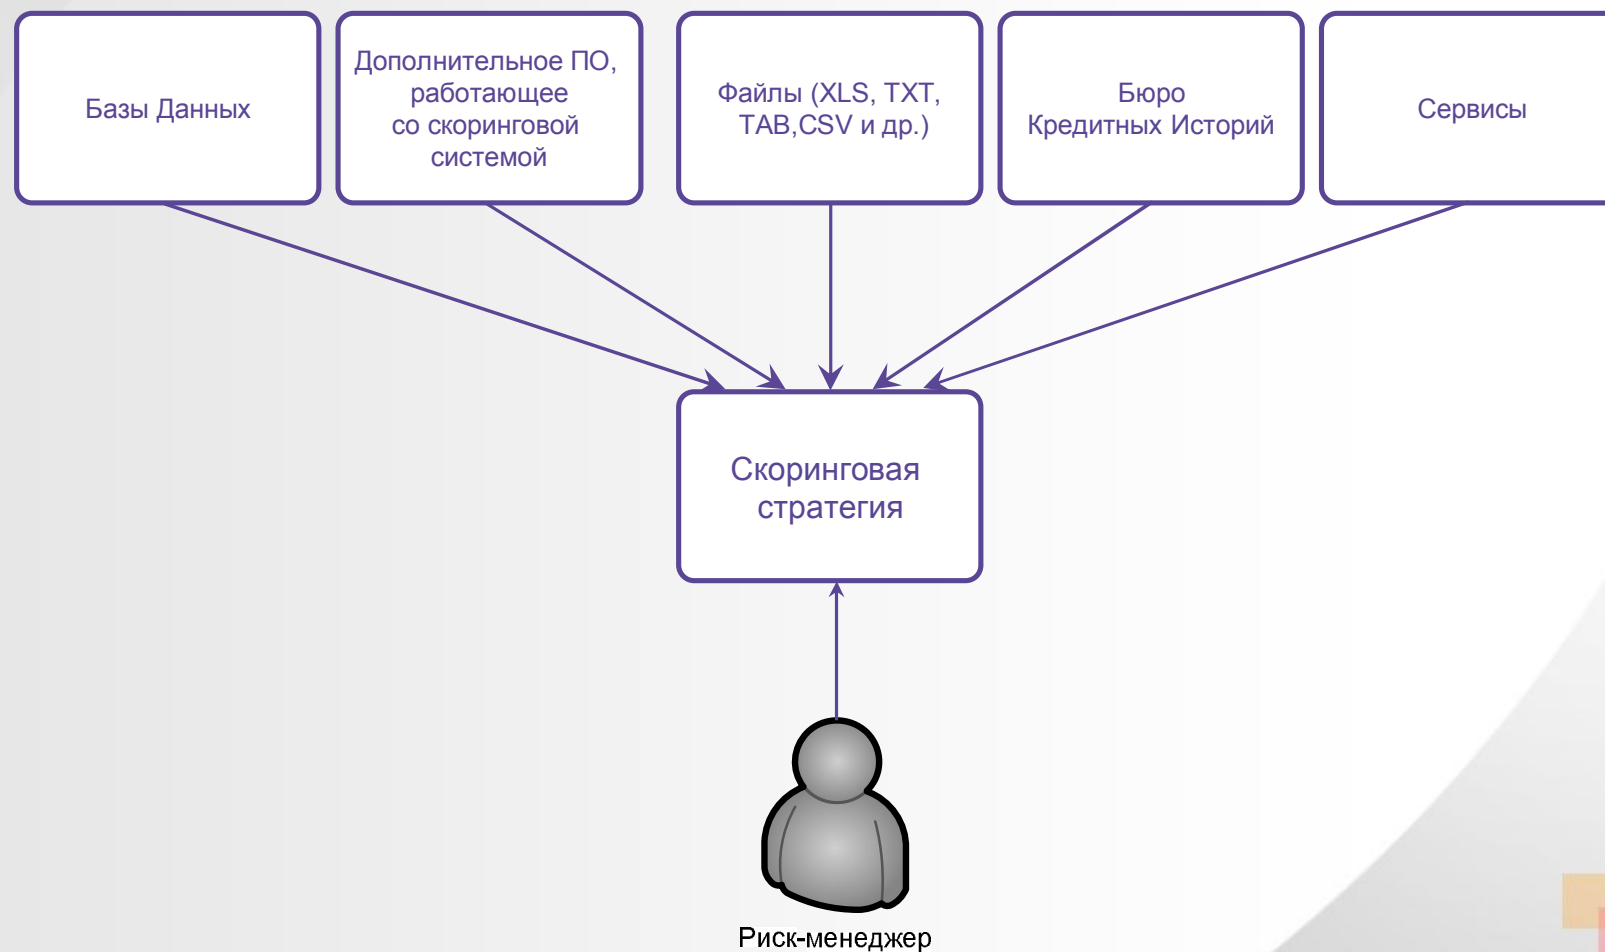 Базы Данных
Дополнительное ПО,
работающее
со скоринговой
системой
Файлы (XLS, TXT,
TAB,CSV и др.)
Бюро
Кредитных Историй
Сервисы
Скоринговая
стратегия
Риск-менеджер